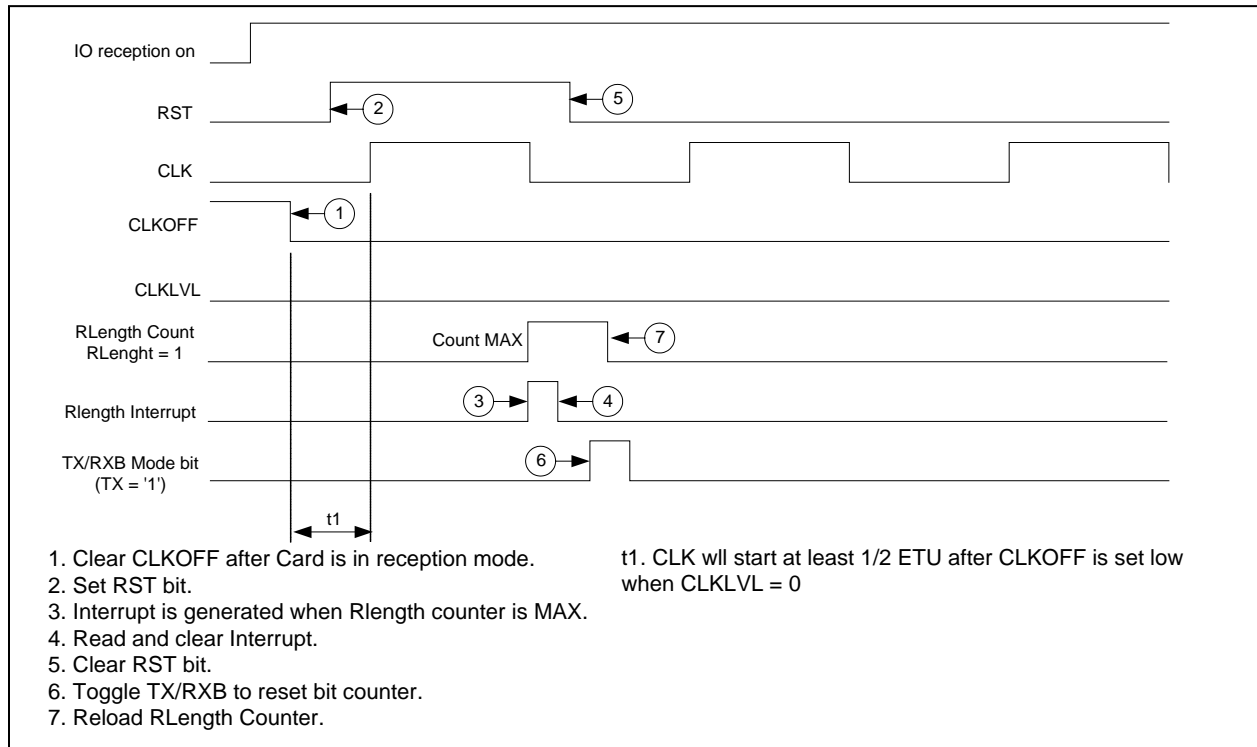 IO reception on
RST
2
5
CLK
CLKOFF
1
CLKLVL
RLength Count
RLenght = 1
Count MAX
7
Rlength Interrupt
3
4
TX/RXB Mode bit
(TX = '1')
6
t1
1. Clear CLKOFF after Card is in reception mode.
2. Set RST bit.
3. Interrupt is generated when Rlength counter is MAX.
4. Read and clear Interrupt.
5. Clear RST bit.
6. Toggle TX/RXB to reset bit counter.
7. Reload RLength Counter.
t1. CLK wll start at least 1/2 ETU after CLKOFF is set low
when CLKLVL = 0